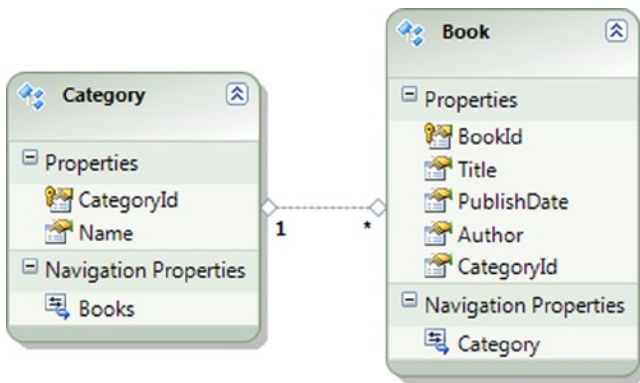 Category
Properties
CategoryId
Name
Navigation Properties
Books
1
*
Book
Properties
BookId
Title
PublishDate
Author
CategoryId
Navigation Properties
Category